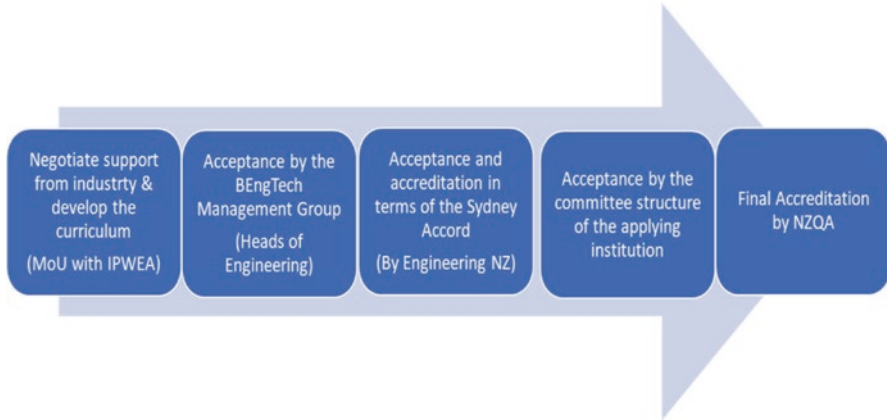 Negotiate support
from industrty &
develop the
curriculum
(MoU with IPWEA)
Acceptance by the
BEngTech
Management Group
(Heads of
Engineering)
Acceptance and
accreditation in
terms of the Sydney
Accord
(By Engineering NZ)
Acceptance by the
committee structure
of the applying
institution
Final Accreditation
by NZQA